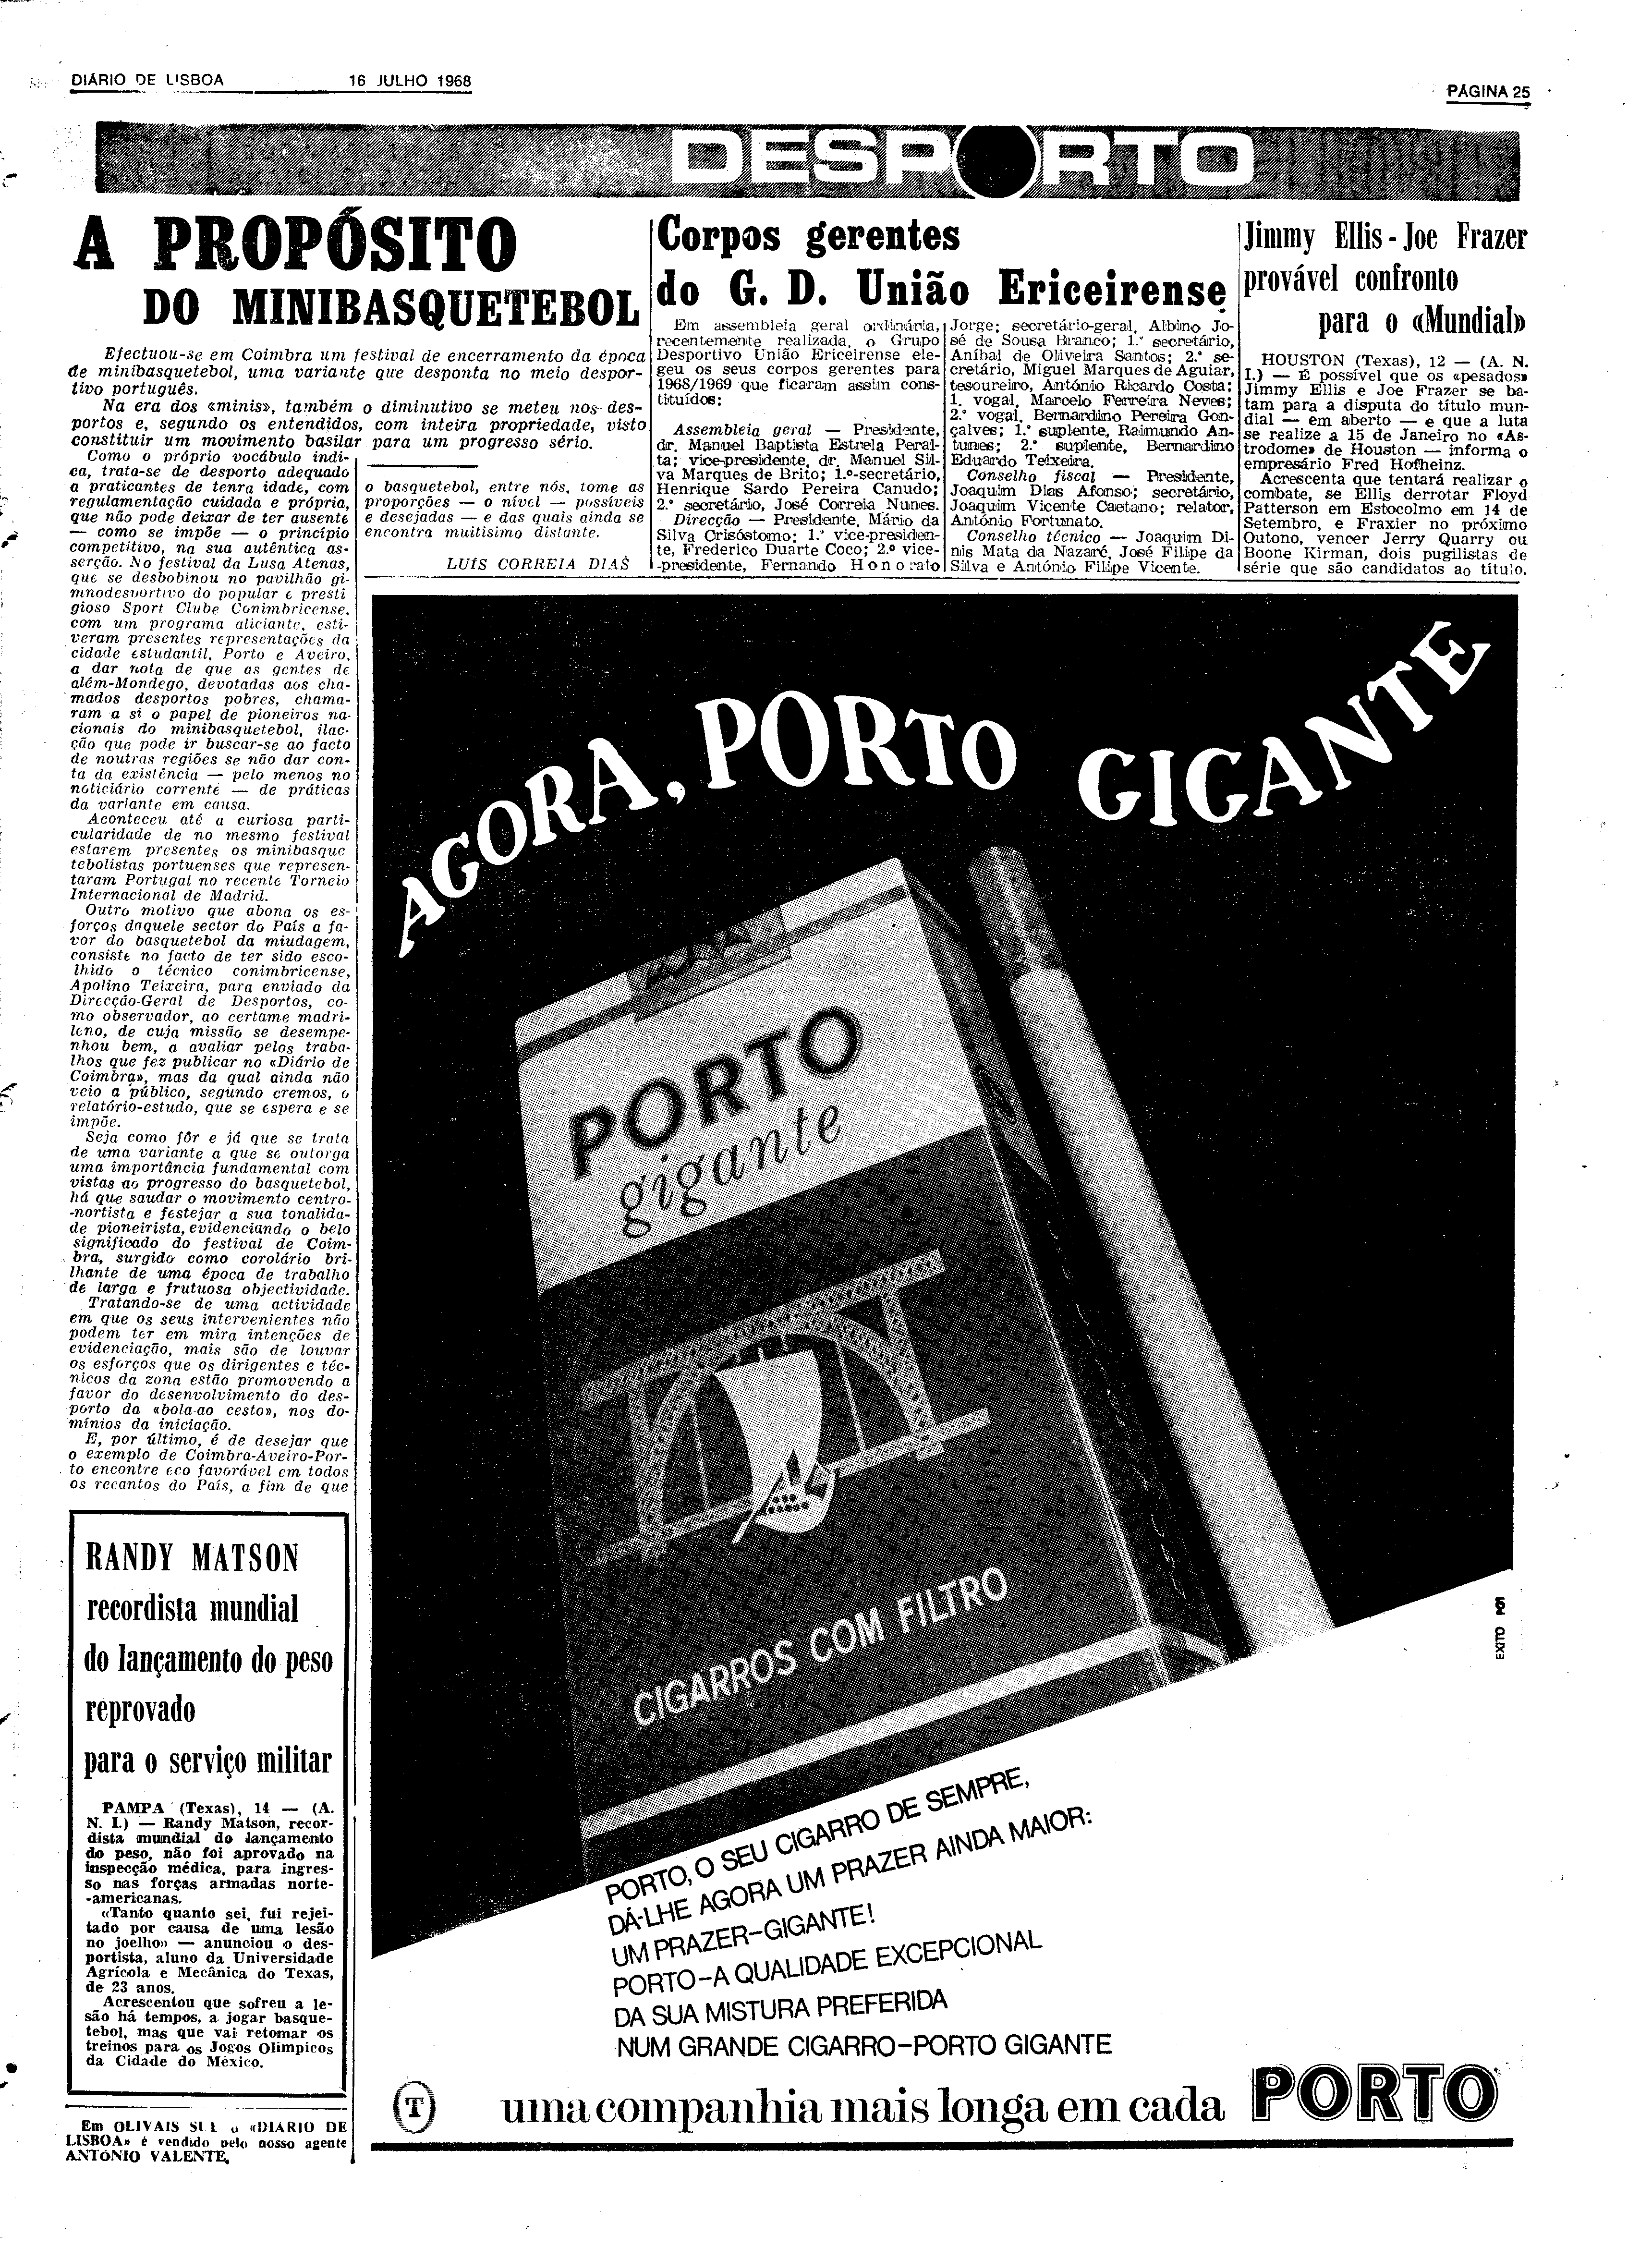 DIÁRIO DE LISBOA
16 JULHO 1968
PÁGINA 25
DESPORTO
A PROPÓSITO
DO MINIBASQUETEBOL
Efectuou-se em Coimbra um festival de encerramento da época
de minibasquetebol, uma variante que desponta no meio despor-
tivo português.
Na era dos «minis», também o diminutivo se meteu nos des-
portos e, segundo os entendidos, com inteira propriedade, visto
constituir um movimento basilar para um progresso sério.
Como o próprio vocábulo indi-
ca, trata-se de desporto adequado
a praticantes de tenra idade, com
regulamentação cuidada e própria,
que não pode deixar de ter ausente
— como se impõe — o princípio
competitivo, na sua autêntica as-
serção. No festival da Lusa Atenas,
que se desbobinou no pavilhão gi-
mnodesportivo do popular e presti
gioso Sport Clube Conimbricense,
com um programa aliciante, esti-
veram presentes representações da
cidade estudantil, Porto e Aveiro,
a dar nota de que as gentes de
além-Mondego, devotadas aos cha-
mados desportos pobres, chama-
ram a si o papel de pioneiros na-
cionais do minibasquetebol, ilac-
ção que pode ir buscar-se ao facto
de noutras regiões se não dar con-
ta da existência — pelo menos no
noticiário corrente — de práticas
da variante em causa.
Aconteceu até a curiosa parti-
cularidade de no mesmo festival
estarem presentes os minibasque
tebolistas portuenses que represen-
taram Portugal no recente Torneio
Internacional de Madrid.
Outro motivo que abona os es-
forços daquele sector do País a fa-
vor do basquetebol da miudagem,
consiste no facto de ter sido esco-
lhido o técnico conimbricense,
Apolino Teixeira, para enviado da
Direcção-Geral de Desportos, co-
mo observador, ao certame madri-
leno, de cuja missão se desempe-
nhou bem, a avaliar pelos traba-
lhos que fez publicar no «Diário de
Coimbra», mas da qual ainda não
veio a público, segundo cremos, o
relatório-estudo, que se espera e se
impõe.
Seja como fôr e já que se trata
de uma variante a que se outorga
uma importância fundamental com
vistas ao progresso do basquetebol,
há que saudar o movimento centro-
-nortista e festejar a sua tonalida-
de pioneirista, evidenciando o belo
significado do festival de Coim-
bra, surgido como corolário bri-
lhante de uma época de trabalho
de larga e frutuosa objectividade.
Tratando-se de uma actividade
em que os seus intervenientes não
podem ter em mira intenções de
evidenciação, mais são de louvar
os esforços que os dirigentes e téc-
nicos da zona estão promovendo a
favor do desenvolvimento do des-
porto da «bola-ao cesto», nos do-
mínios da iniciação.
E, por último, é de desejar que
o exemplo de Coimbra-Aveiro-Por-
to encontre eco favorável em todos
os recantos do País, a fim de que
o basquetebol, entre nós, tome as
proporções — o nível — possíveis
e desejadas — e das quais ainda se
encontra muitisimo distante.
LUÍS CORREIA DIAS
Corpos gerentes
do G. D. União Ericeirense
Em assembleia geral ordinária,
recentemente realizada, o Grupo
Desportivo União Ericeirense ele-
geu os seus corpos gerentes para
1968/1969 que ficaram assim cons-
tituídos:
Assembleia geral — Presidente,
dr. Manuel Baptista Estrela Peral-
ta; vice-presidente, dr. Manuel Sil-
va Marques de Brito; 1.º-secretário,
Henrique Sardo Pereira Canudo;
2.º secretário, José Correia Nunes.
Direcção — Presidente, Mário da
Silva Crisóstomo; 1.º vice-presiden-
te, Frederico Duarte Coco; 2.º vice-
-presidente, Fernando Honorato
Jorge; secretário-geral, Albino Jo-
sé de Sousa Branco; 1.º secretário,
Aníbal de Oliveira Santos; 2.º se-
cretário, Miguel Marques de Aguiar,
tesoureiro, António Ricardo Costa;
1. vogal, Marcelo Ferreira Neves;
2.º vogal, Bernardino Pereira Gon-
çalves; 1.º suplente, Raimundo An-
tunes; 2.º suplente, Bernardino
Eduardo Teixeira.
Conselho fiscal — Presidente,
Joaquim Dias Afonso; secretário,
Joaquim Vicente Caetano; relator,
António Fortunato.
Conselho técnico — Joaquim Di-
nis Mata da Nazaré, José Filipe da
Silva e António Filipe Vicente.
Jimmy Ellis - Joe Frazer
provável confronto
para o «Mundial»
HOUSTON (Texas), 12 — (A. N.
I.) — É possível que os «pesados»
Jimmy Ellis e Joe Frazer se ba-
tam para a disputa do título mun-
dial — em aberto — e que a luta
se realize a 15 de Janeiro no «As-
trodome» de Houston — informa o
empresário Fred Hofheinz.
Acrescenta que tentará realizar o
combate, se Ellis derrotar Floyd
Patterson em Estocolmo em 14 de
Setembro, e Fraxier no próximo
Outono, vencer Jerry Quarry ou
Boone Kirman, dois pugilistas de
série que são candidatos ao título.
AGORA, PORTO GIGANTE
PORTO
gigante
CIGARROS COM FILTRO
EXITO
PORTO, O SEU CIGARRO DE SEMPRE,
DÁ-LHE AGORA UM PRAZER AINDA MAIOR:
UM PRAZER-GIGANTE!
PORTO-A QUALIDADE EXCEPCIONAL
DA SUA MISTURA PREFERIDA
NUM GRANDE CIGARRO-PORTO GIGANTE
T
uma companhia mais longa em cada PORTO
RANDY MATSON
recordista mundial
do lançamento do peso
reprovado
para o serviço militar
PAMPA (Texas), 14 — (A.
N. I.) — Randy Matson, recor-
dista mundial do lançamento
do peso, não foi aprovado na
inspecção médica, para ingres-
so nas forças armadas norte-
-americanas.
«Tanto quanto sei, fui rejei-
tado por causa de uma lesão
no joelho» — anunciou o des-
portista, aluno da Universidade
Agrícola e Mecânica do Texas,
de 23 anos.
Acrescentou que sofreu a le-
são há tempos, a jogar basque-
tebol, mas que vai retomar os
treinos para os Jogos Olímpicos
da Cidade do México.
Em OLIVAIS SUL o «DIARIO DE
LISBOA» é vendido pelo nosso agente
ANTÓNIO VALENTE.